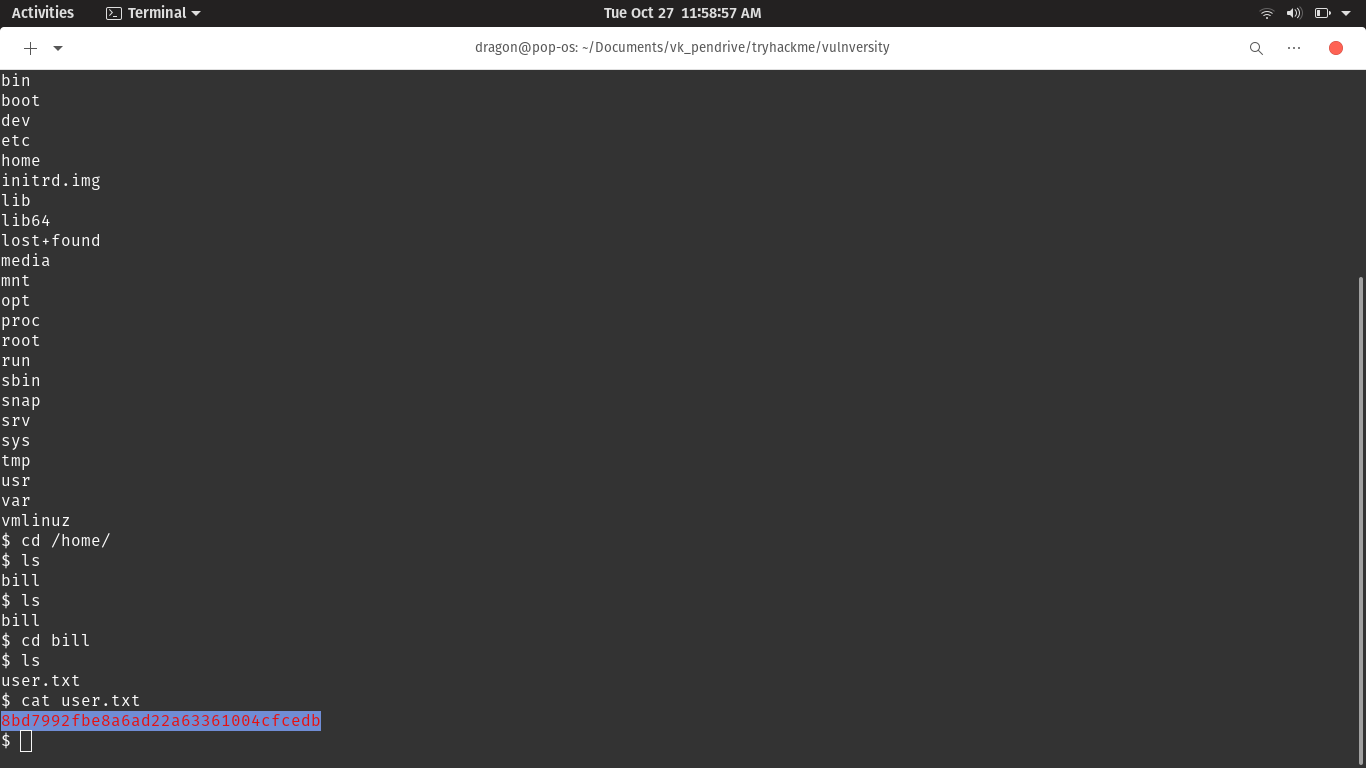 Activities Terminal Tue Oct 27 11:58:57 AM
dragon@pop-os: ~/Documents/vk_pendrive/tryhackme/vulnversity
bin
boot
dev
etc
home
initrd.img
lib
lib64
lost+found
media
mnt
opt
proc
root
run
sbin
snap
srv
sys
tmp
usr
var
vmlinuz
$ cd /home/
$ ls
bill
$ ls
bill
$ cd bill
$ ls
user.txt
$ cat user.txt
8bd7992fbe8a6ad22a63361004cfcedb
$